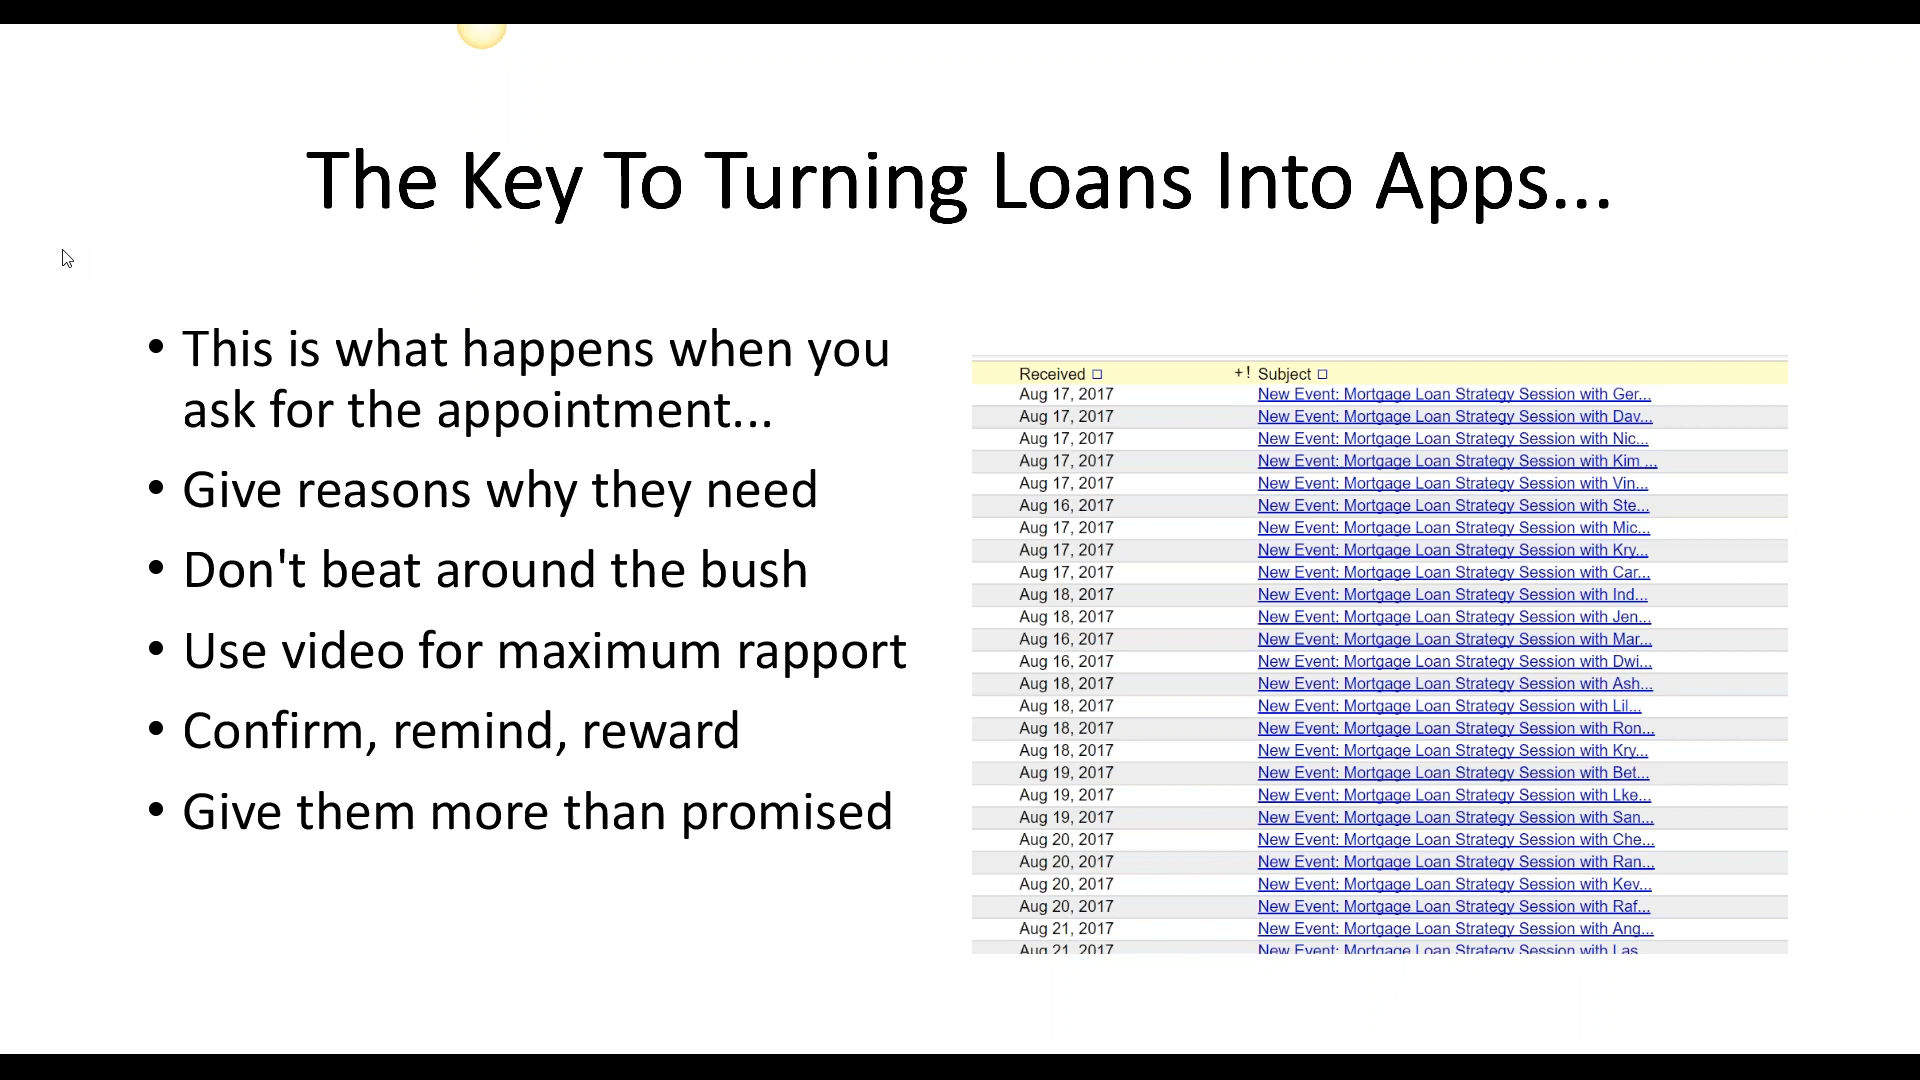 The Key To Turning Loans Into Apps...
• This is what happens when you
ask for the appointment...
• Give reasons why they need
• Don't beat around the bush
• Use video for maximum rapport
• Confirm, remind, reward
• Give them more than promised
Received +! Subject
Aug 17, 2017 New Event: Mortgage Loan Strategy Session with Ger...
Aug 17, 2017 New Event: Mortgage Loan Strategy Session with Dav...
Aug 17, 2017 New Event: Mortgage Loan Strategy Session with Nic...
Aug 17, 2017 New Event: Mortgage Loan Strategy Session with Kim ...
Aug 17, 2017 New Event: Mortgage Loan Strategy Session with Vin...
Aug 16, 2017 New Event: Mortgage Loan Strategy Session with Ste...
Aug 17, 2017 New Event: Mortgage Loan Strategy Session with Mic...
Aug 17, 2017 New Event: Mortgage Loan Strategy Session with Kry...
Aug 17, 2017 New Event: Mortgage Loan Strategy Session with Car...
Aug 18, 2017 New Event: Mortgage Loan Strategy Session with Ind...
Aug 18, 2017 New Event: Mortgage Loan Strategy Session with Jen...
Aug 16, 2017 New Event: Mortgage Loan Strategy Session with Mar...
Aug 16, 2017 New Event: Mortgage Loan Strategy Session with Dwi...
Aug 18, 2017 New Event: Mortgage Loan Strategy Session with Ash...
Aug 18, 2017 New Event: Mortgage Loan Strategy Session with Lil...
Aug 18, 2017 New Event: Mortgage Loan Strategy Session with Ron...
Aug 18, 2017 New Event: Mortgage Loan Strategy Session with Kry...
Aug 19, 2017 New Event: Mortgage Loan Strategy Session with Bet...
Aug 19, 2017 New Event: Mortgage Loan Strategy Session with Lke...
Aug 19, 2017 New Event: Mortgage Loan Strategy Session with San...
Aug 20, 2017 New Event: Mortgage Loan Strategy Session with Che...
Aug 20, 2017 New Event: Mortgage Loan Strategy Session with Ran...
Aug 20, 2017 New Event: Mortgage Loan Strategy Session with Kev...
Aug 20, 2017 New Event: Mortgage Loan Strategy Session with Raf...
Aug 21, 2017 New Event: Mortgage Loan Strategy Session with Ang...
Aug 21, 2017 New Event: Mortgage Loan Strategy Session with Las...